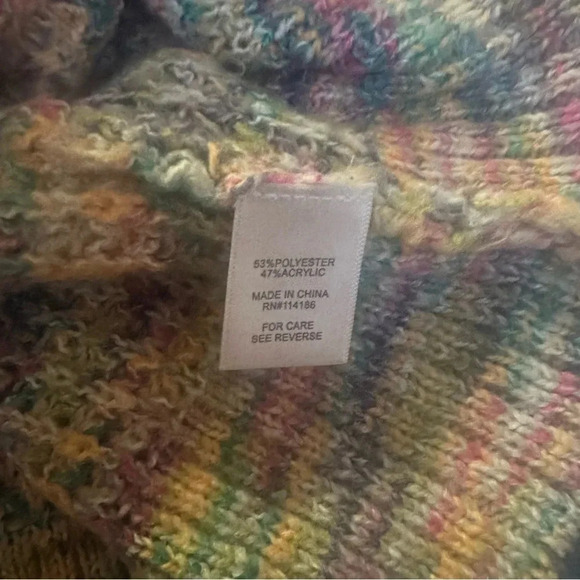 53%POLYESTER
47%ACRYLIC
MADE IN CHINA
RN#114186
FOR CARE
SEE REVERSE